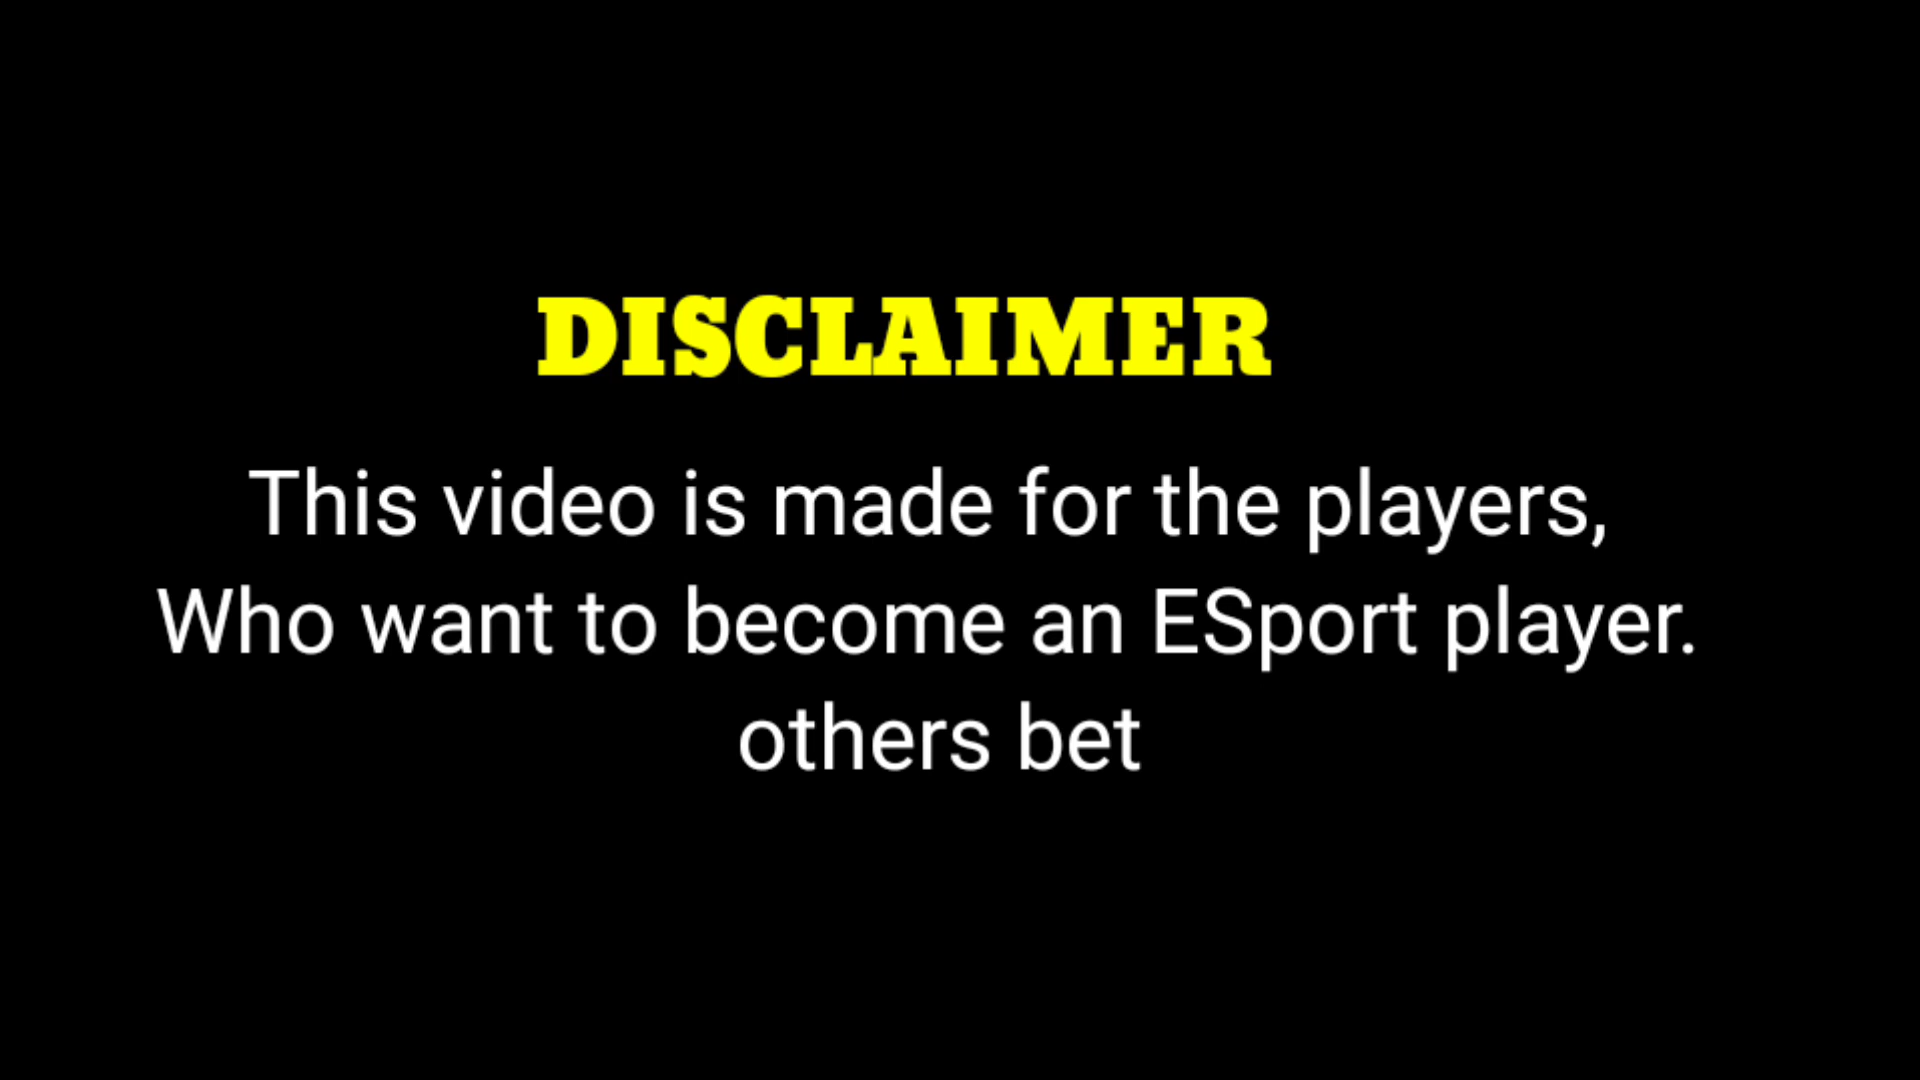 DISCLAIMER
This video is made for the players,
Who want to become an ESport player.
others bet